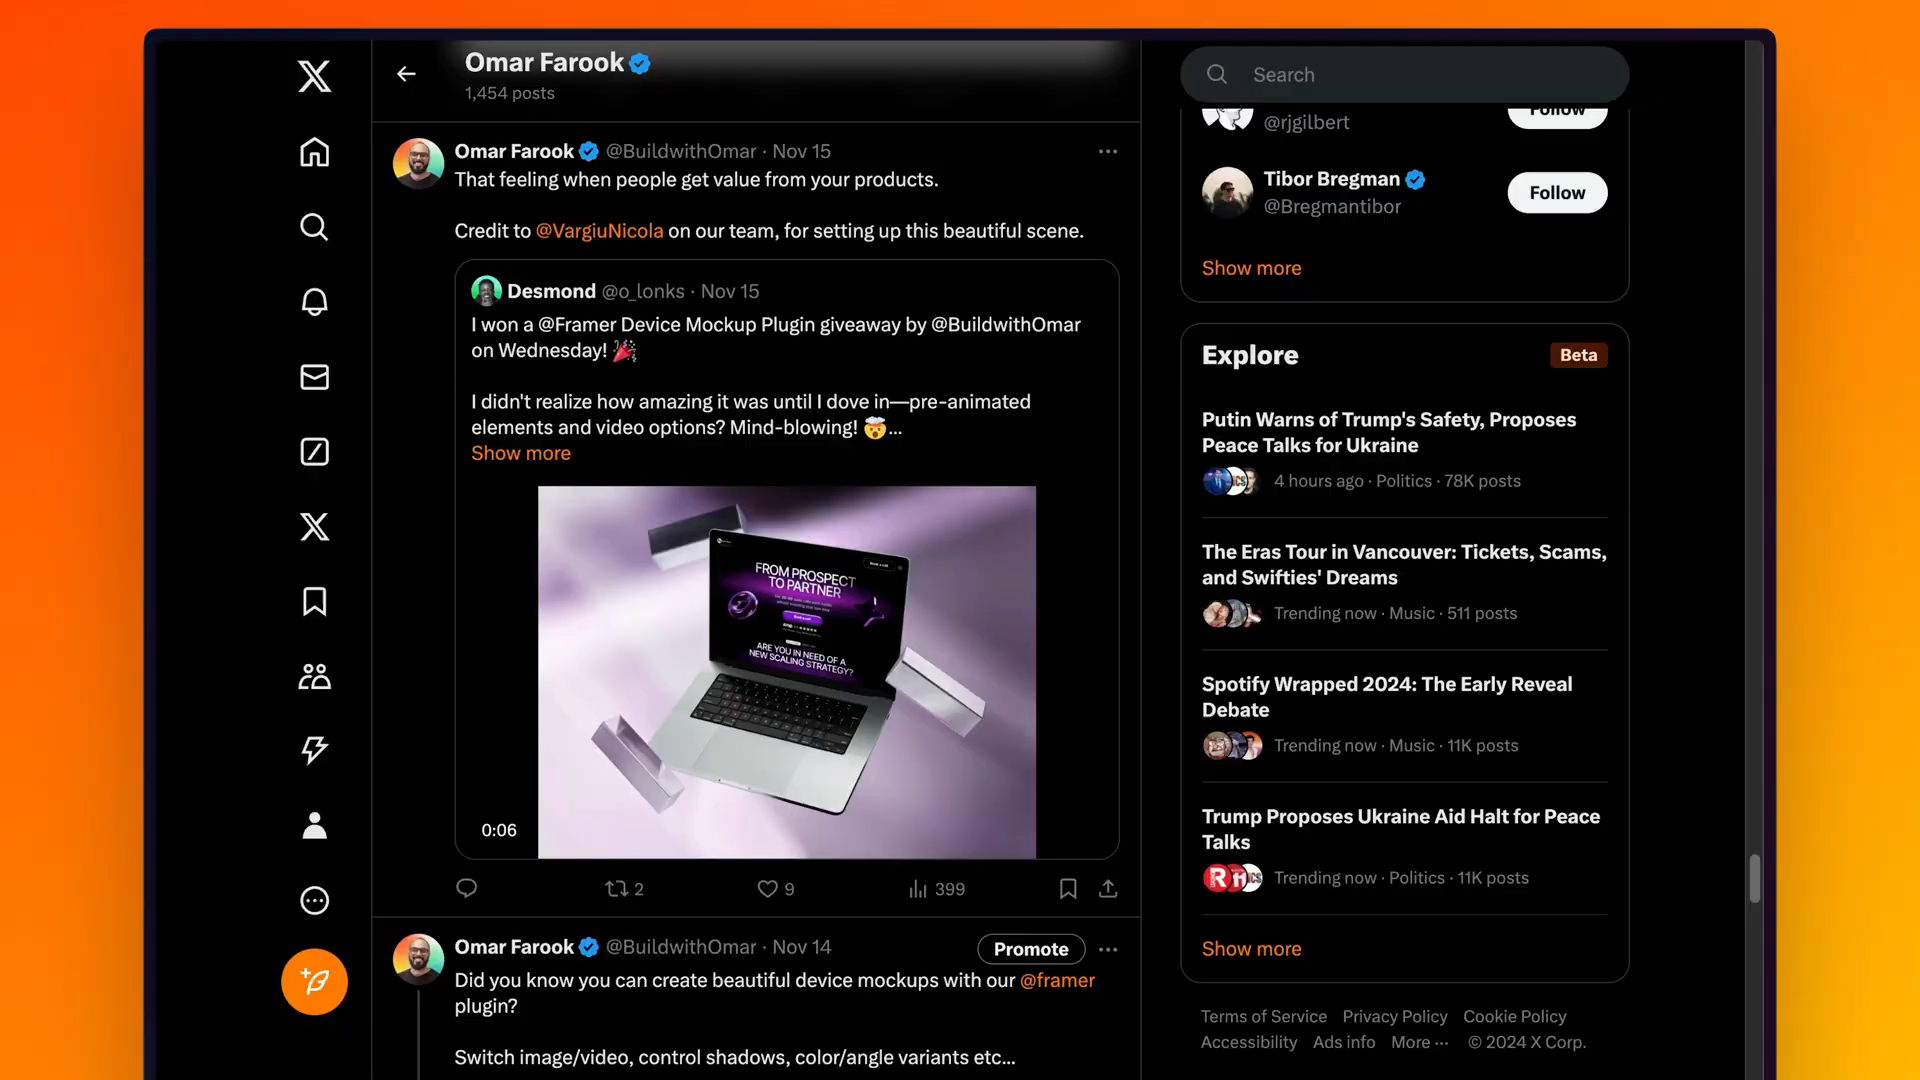 Omar Farook
1,454 posts
Omar Farook @BuildwithOmar · Nov 15
That feeling when people get value from your products.
Credit to @VargiuNicola on our team, for setting up this beautiful scene.
Desmond @o_lonks · Nov 15
I won a @Framer Device Mockup Plugin giveaway by @BuildwithOmar
on Wednesday! 🎉
I didn't realize how amazing it was until I dove in—pre-animated
elements and video options? Mind-blowing! 🤯...
Show more
FROM PROSPECT
TO PARTNER
ARE YOU IN NEED OF A
NEW SCALING STRATEGY?
0:06
2
9
399
Omar Farook @BuildwithOmar · Nov 14
Promote
Did you know you can create beautiful device mockups with our @framer
plugin?
Switch image/video, control shadows, color/angle variants etc...
Search
@rjgilbert
Follow
Tibor Bregman
@Bregmantibor
Follow
Show more
Explore
Beta
Putin Warns of Trump's Safety, Proposes
Peace Talks for Ukraine
4 hours ago · Politics · 78K posts
The Eras Tour in Vancouver: Tickets, Scams,
and Swifties' Dreams
Trending now · Music · 511 posts
Spotify Wrapped 2024: The Early Reveal
Debate
Trending now · Music · 11K posts
Trump Proposes Ukraine Aid Halt for Peace
Talks
Trending now · Politics · 11K posts
Show more
Terms of Service Privacy Policy Cookie Policy
Accessibility Ads info More ··· © 2024 X Corp.